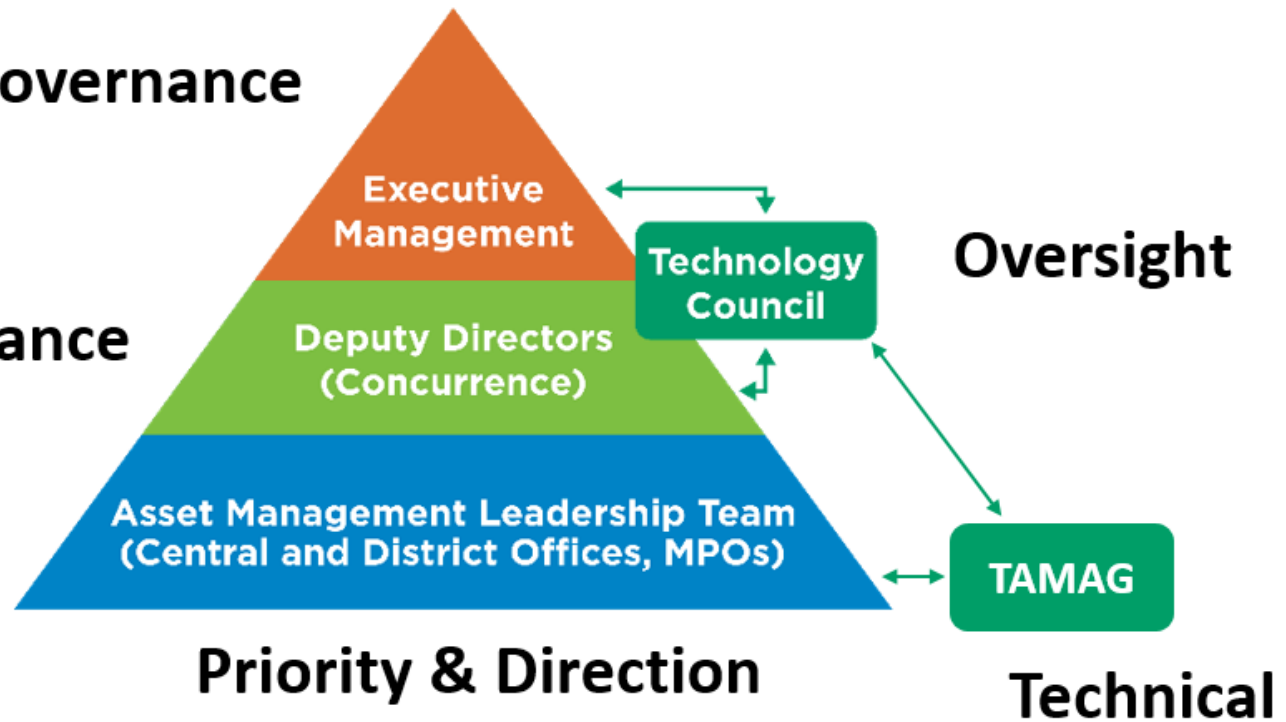 overnance
Executive
Management
Technology
Council
Oversight
ance
Deputy Directors
(Concurrence)
Asset Management Leadership Team
(Central and District Offices, MPOs)
TAMAG
Priority & Direction
Technical